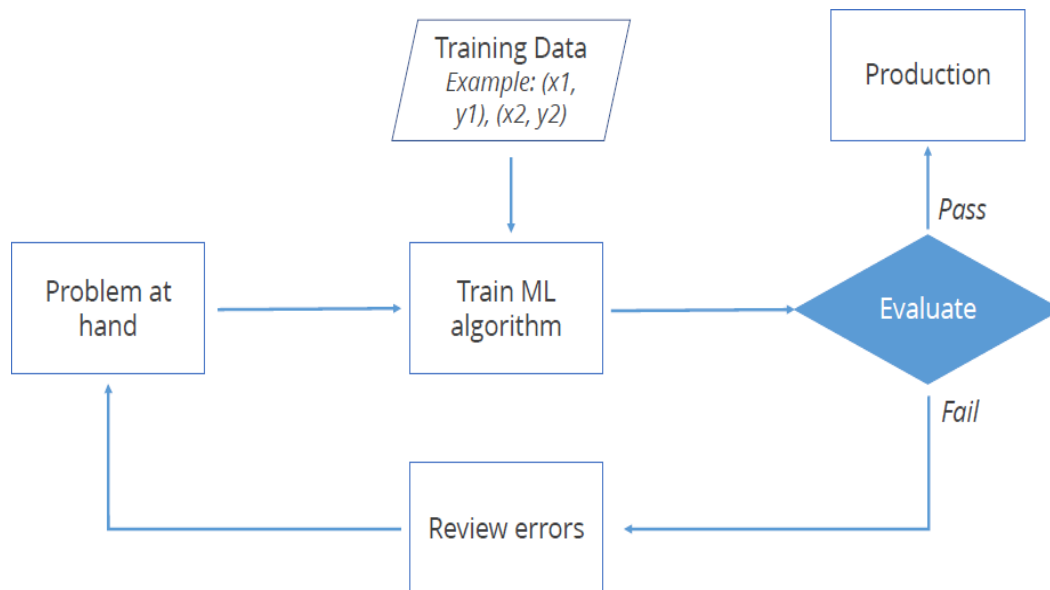 Training Data
Example: (x1,
y1), (x2, y2)
Production
Pass
Problem at
hand
Train ML
algorithm
Evaluate
Fail
Review errors